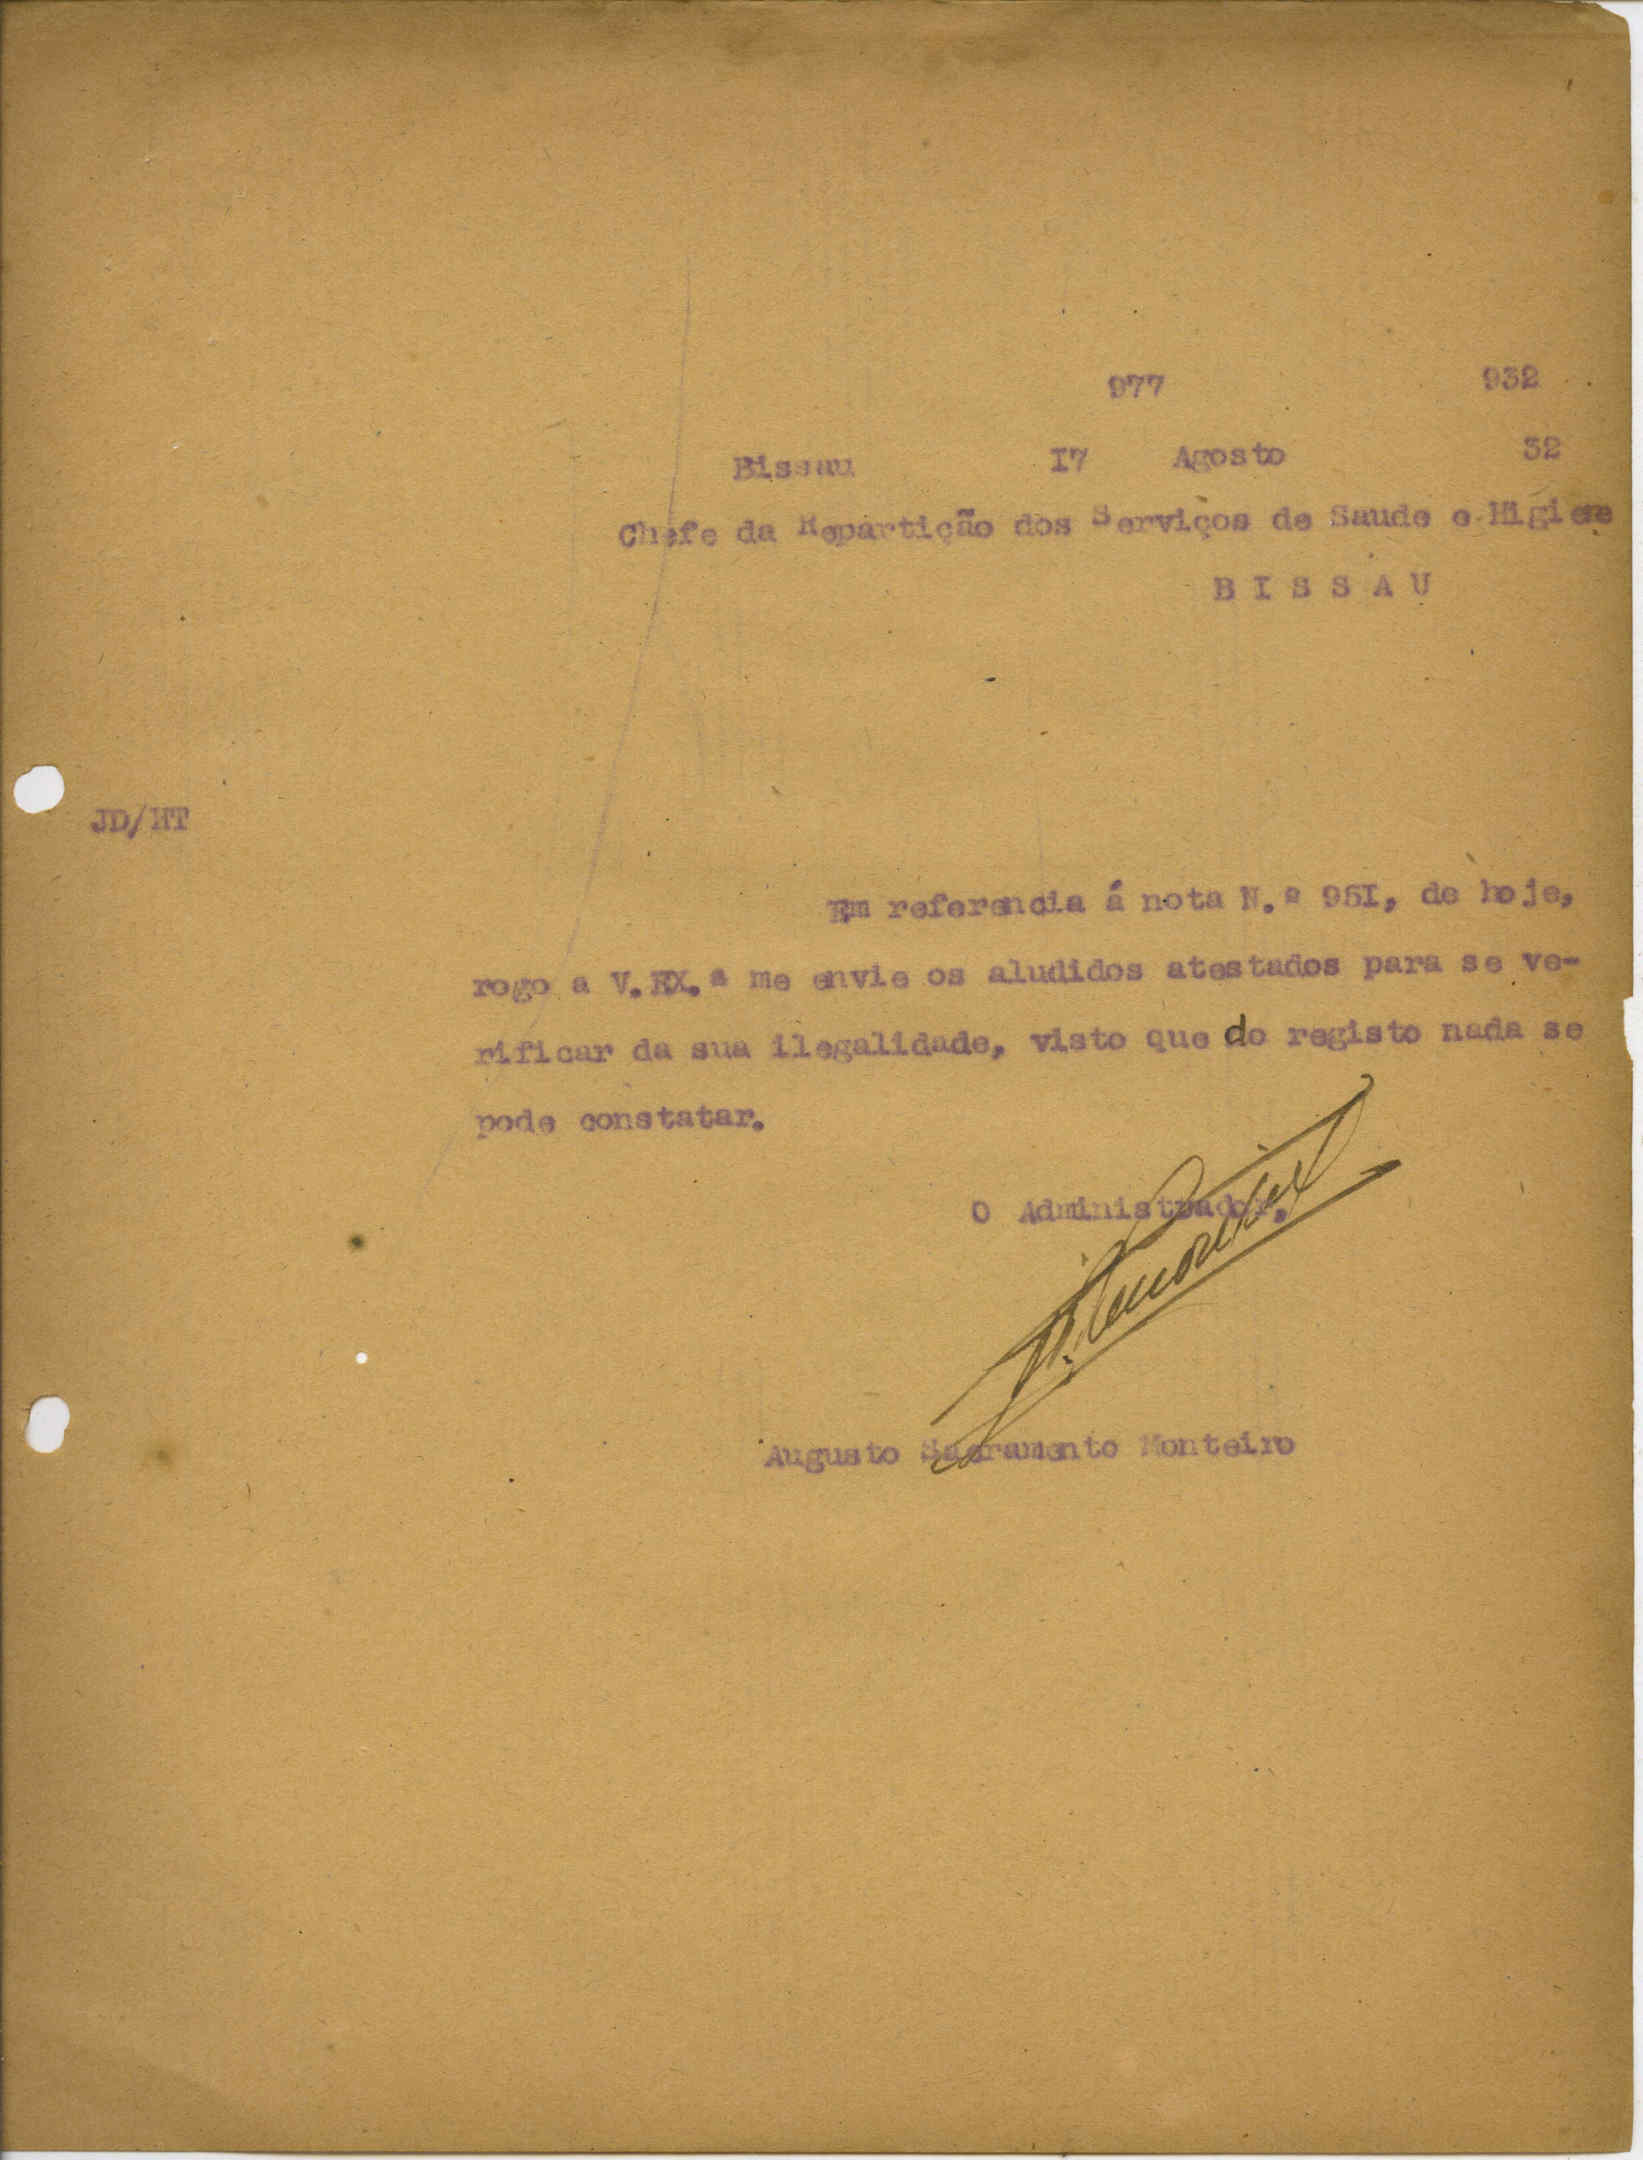 977 932
Bissau I7 Agosto 32
Chefe da Repartição dos Serviços de Saude e Higiene
B I S S A U
JD/HT
Em referencia á nota N.º 951, de hoje,
rogo a V.EX.ª me envie os aludidos atestados para se ve-
rificar da sua ilegalidade, visto que do registo nada se
pode constatar.
O Administrador,
Augusto Sacramento Monteiro